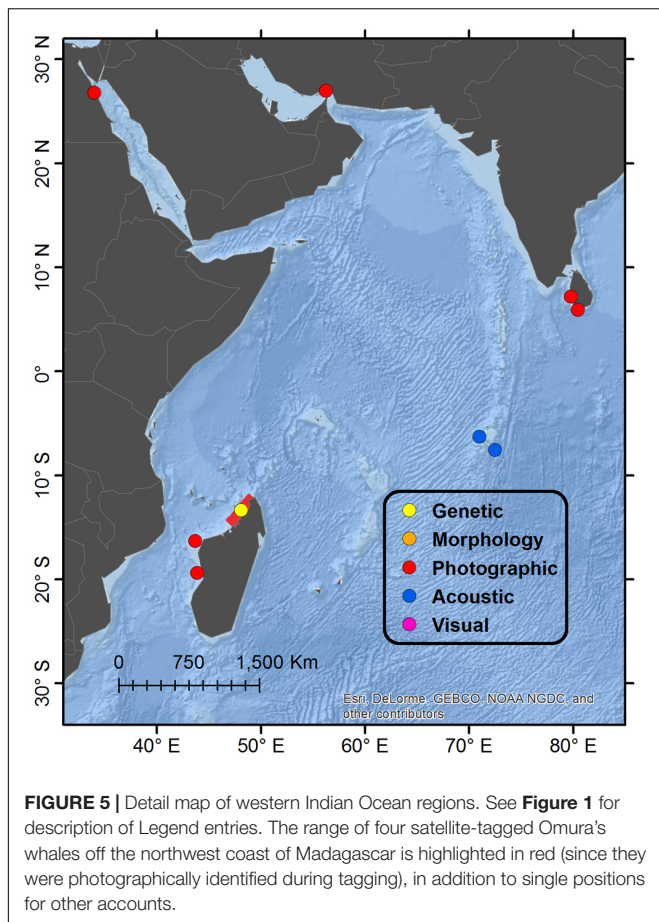 30° N
20° N
10° N
0°
10° S
20° S
30° S
Genetic
Morphology
Photographic
Acoustic
Visual
0 750 1,500 Km
Esri, DeLorme, GEBCO, NOAA NGDC, and
other contributors
40° E 50° E 60° E 70° E 80° E
FIGURE 5 | Detail map of western Indian Ocean regions. See Figure 1 for
description of Legend entries. The range of four satellite-tagged Omura's
whales off the northwest coast of Madagascar is highlighted in red (since they
were photographically identified during tagging), in addition to single positions
for other accounts.